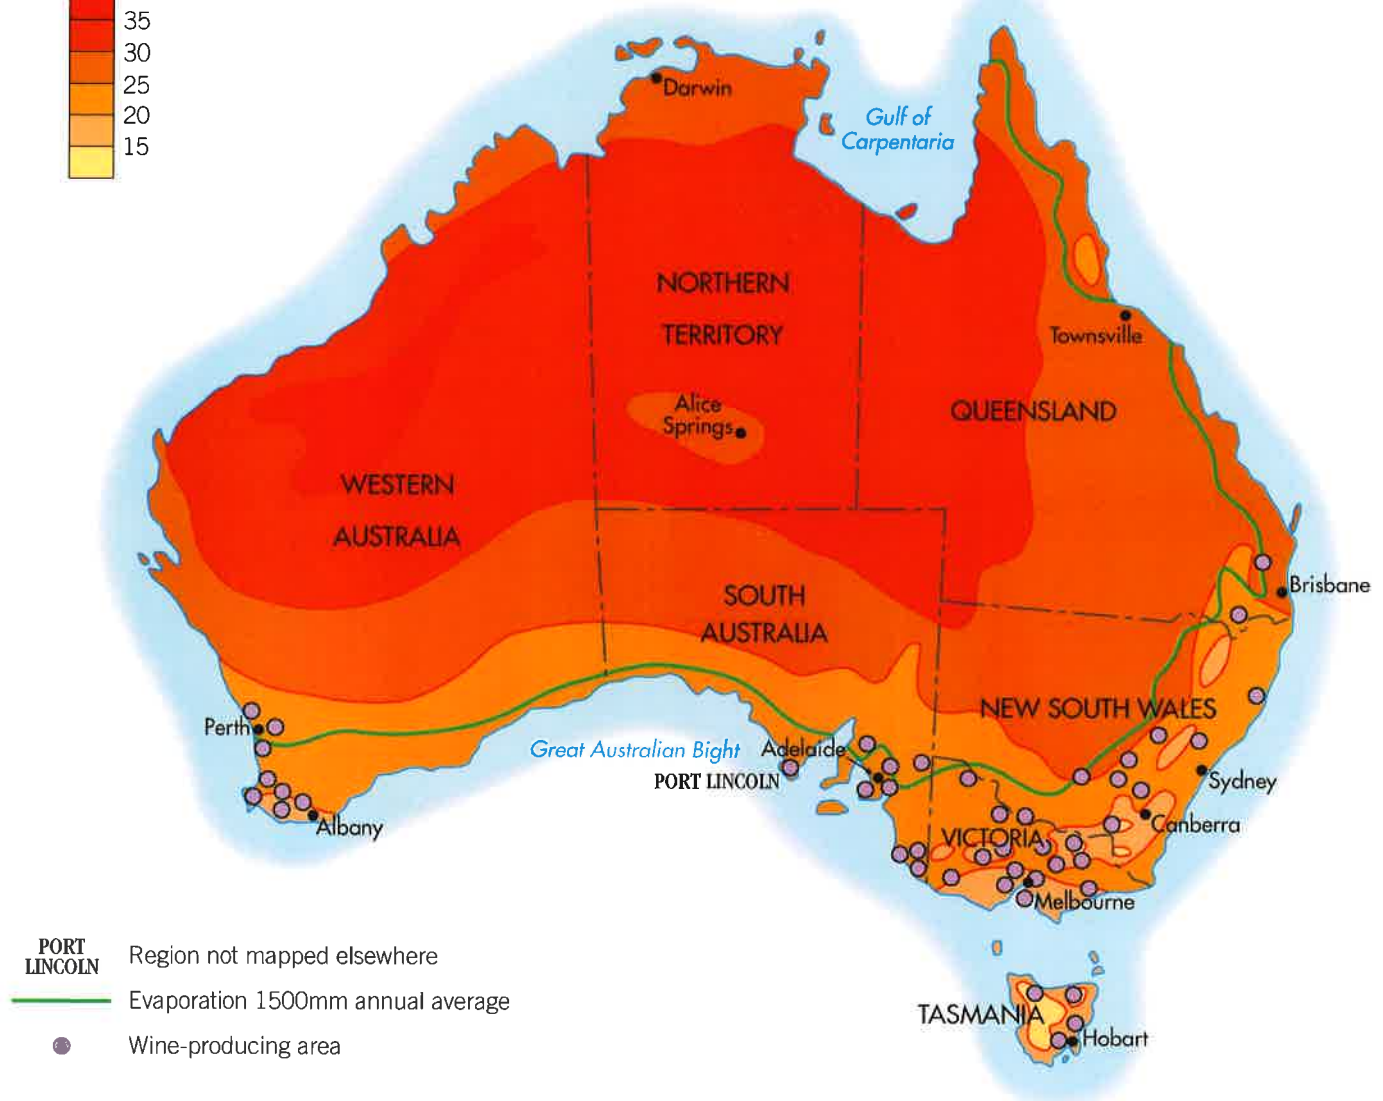 35
30
25
20
15
Darwin
Gulf of
Carpentaria
NORTHERN
TERRITORY
Townsville
Alice
Springs
QUEENSLAND
WESTERN
AUSTRALIA
SOUTH
AUSTRALIA
Brisbane
NEW SOUTH WALES
Perth
Great Australian Bight
Adelaide
PORT LINCOLN
Sydney
Albany
Canberra
VICTORIA
Melbourne
PORT
LINCOLN
Region not mapped elsewhere
Evaporation 1500mm annual average
TASMANIA
Hobart
Wine-producing area